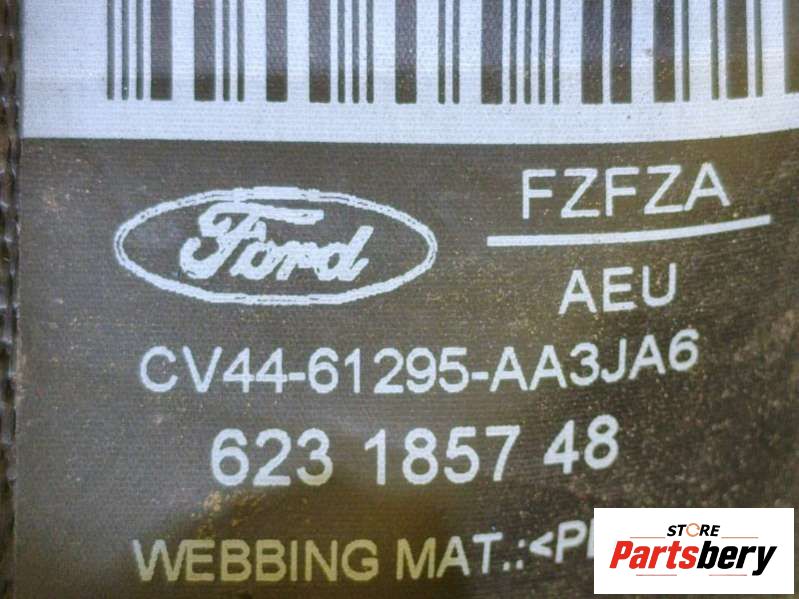 Ford
FZFZA
AEU
CV44-61295-AA3JA6
623 1857 48
WEBBING MAT.:
STORE
Partsbery